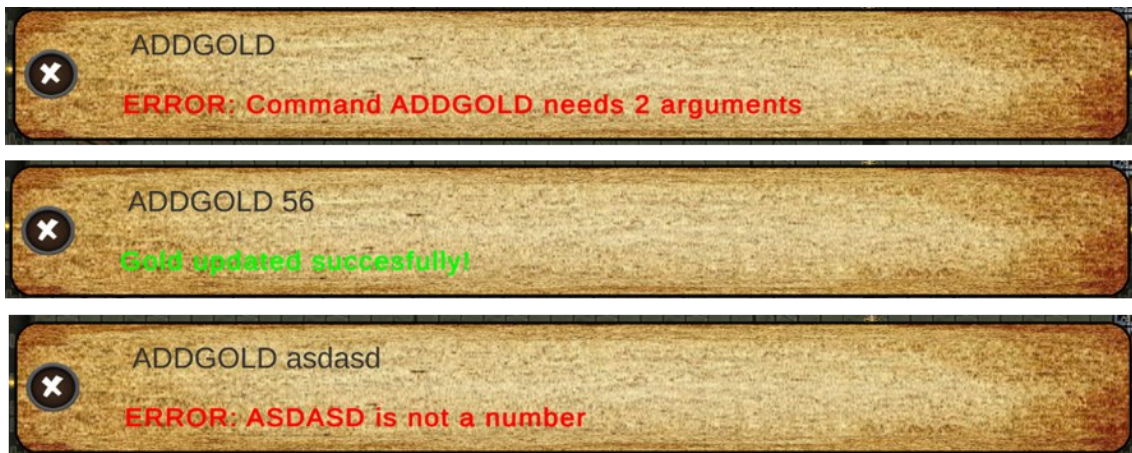 ADDGOLD
ERROR: Command ADDGOLD needs 2 arguments
ADDGOLD 56
Gold updated succesfully!
ADDGOLD asdasd
ERROR: ASDASD is not a number